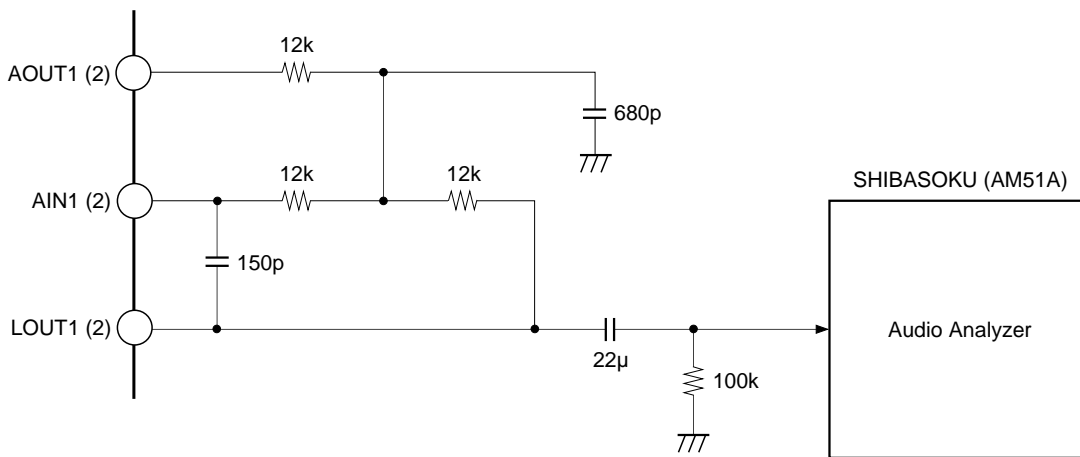 AOUT1 (2)
12k
680p
AIN1 (2)
12k
12k
SHIBASOKU (AM51A)
150p
LOUT1 (2)
22μ
100k
Audio Analyzer